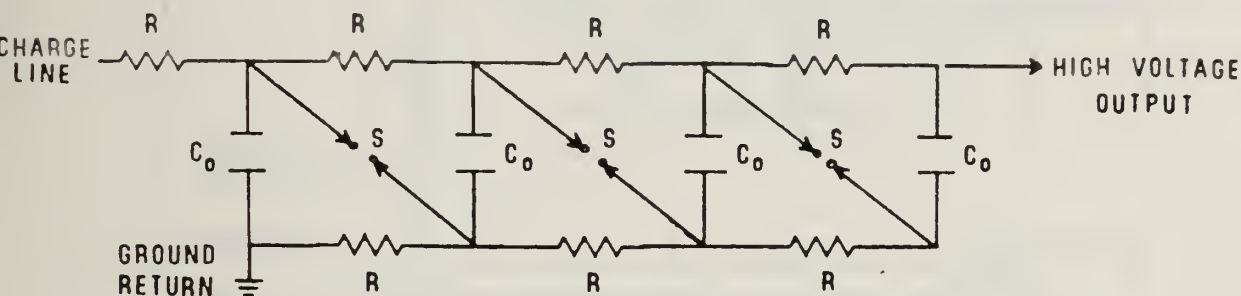 R
R
R
R
CHARGE
LINE
HIGH VOLTAGE
OUTPUT
C₀
S
C₀
S
C₀
S
C₀
GROUND
RETURN
R
R
R